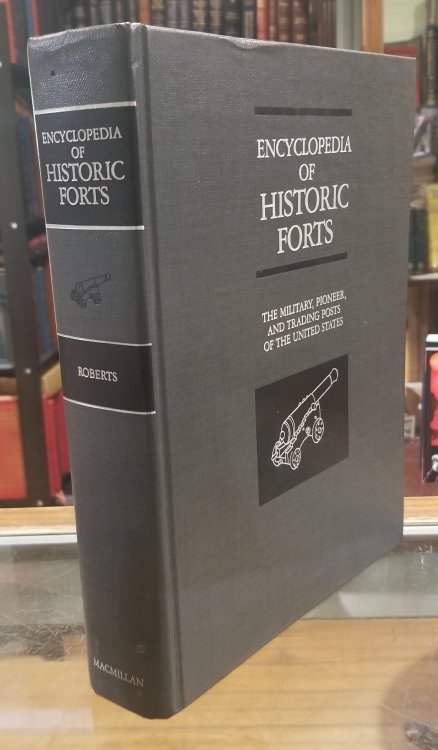 ENCYCLOPEDIA
OF
HISTORIC
FORTS
ROBERTS
MACMILLAN
ENCYCLOPEDIA
OF
HISTORIC
FORTS
THE MILITARY, PIONEER,
AND TRADING POSTS
OF THE UNITED STATES